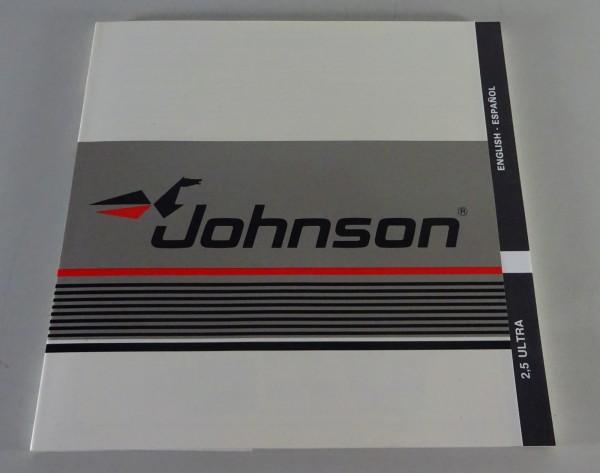 Johnson®
ENGLISH · ESPAÑOL
2,5 ULTRA